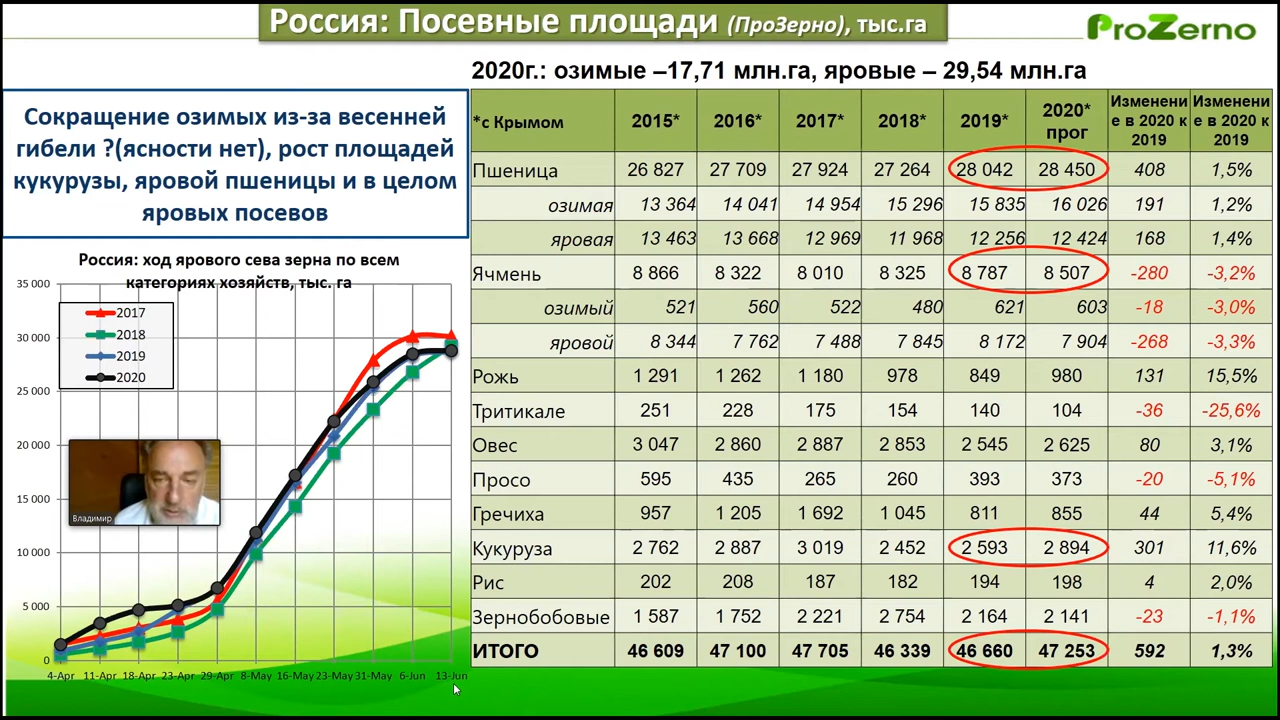 Россия: Посевные площади (ПроЗерно), тыс.га
ProZerno
2020г.: озимые –17,71 млн.га, яровые – 29,54 млн.га
Сокращение озимых из-за весенней
гибели ?(ясности нет), рост площадей
кукурузы, яровой пшеницы и в целом
яровых посевов
Россия: ход ярового сева зерна по всем
категориях хозяйств, тыс. га
35 000
30 000
25 000
20 000
15 000
10 000
5 000
0
2017
2018
2019
2020
Владимир
4-Apr 11-Apr 18-Apr 23-Apr 29-Apr 8-May 16-May 23-May 31-May 6-Jun 13-Jun
*с Крымом 2015* 2016* 2017* 2018* 2019* 2020* прог Изменени е в 2020 к 2019 Изменени е в 2020 к 2019
Пшеница 26 827 27 709 27 924 27 264 28 042 28 450 408 1,5%
озимая 13 364 14 041 14 954 15 296 15 835 16 026 191 1,2%
яровая 13 463 13 668 12 969 11 968 12 256 12 424 168 1,4%
Ячмень 8 866 8 322 8 010 8 325 8 787 8 507 -280 -3,2%
озимый 521 560 522 480 621 603 -18 -3,0%
яровой 8 344 7 762 7 488 7 845 8 172 7 904 -268 -3,3%
Рожь 1 291 1 262 1 180 978 849 980 131 15,5%
Тритикале 251 228 175 154 140 104 -36 -25,6%
Овес 3 047 2 860 2 887 2 853 2 545 2 625 80 3,1%
Просо 595 435 265 260 393 373 -20 -5,1%
Гречиха 957 1 205 1 692 1 045 811 855 44 5,4%
Кукуруза 2 762 2 887 3 019 2 452 2 593 2 894 301 11,6%
Рис 202 208 187 182 194 198 4 2,0%
Зернобобовые 1 587 1 752 2 221 2 754 2 164 2 141 -23 -1,1%
ИТОГО 46 609 47 100 47 705 46 339 46 660 47 253 592 1,3%